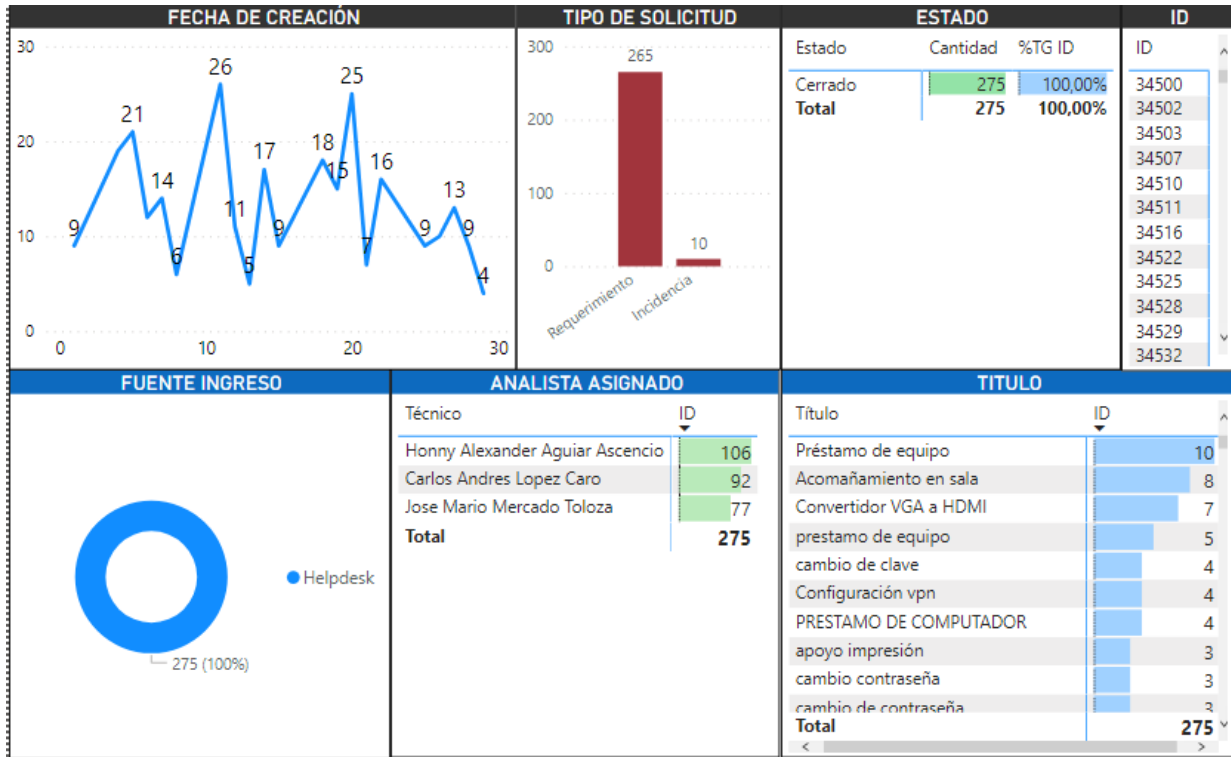 FECHA DE CREACIÓN
30
20
10
0
0 10 20 30
9
21
14
6
26
11
5
17
9
18
15
25
7
16
9
13
9
4
TIPO DE SOLICITUD
300
200
100
0
265
10
Requerimiento
Incidencia
ESTADO
Estado Cantidad %TG ID
Cerrado 275 100,00%
Total 275 100,00%
ID
ID
34500
34502
34503
34507
34510
34511
34516
34522
34525
34528
34529
34532
FUENTE INGRESO
Helpdesk
275 (100%)
ANALISTA ASIGNADO
Técnico ID
Honny Alexander Aguiar Ascencio 106
Carlos Andres Lopez Caro 92
Jose Mario Mercado Toloza 77
Total 275
TITULO
Título ID
Préstamo de equipo 10
Acomañamiento en sala 8
Convertidor VGA a HDMI 7
prestamo de equipo 5
cambio de clave 4
Configuración vpn 4
PRESTAMO DE COMPUTADOR 4
apoyo impresión 3
cambio contraseña 3
cambio de contraseña 3
Total 275